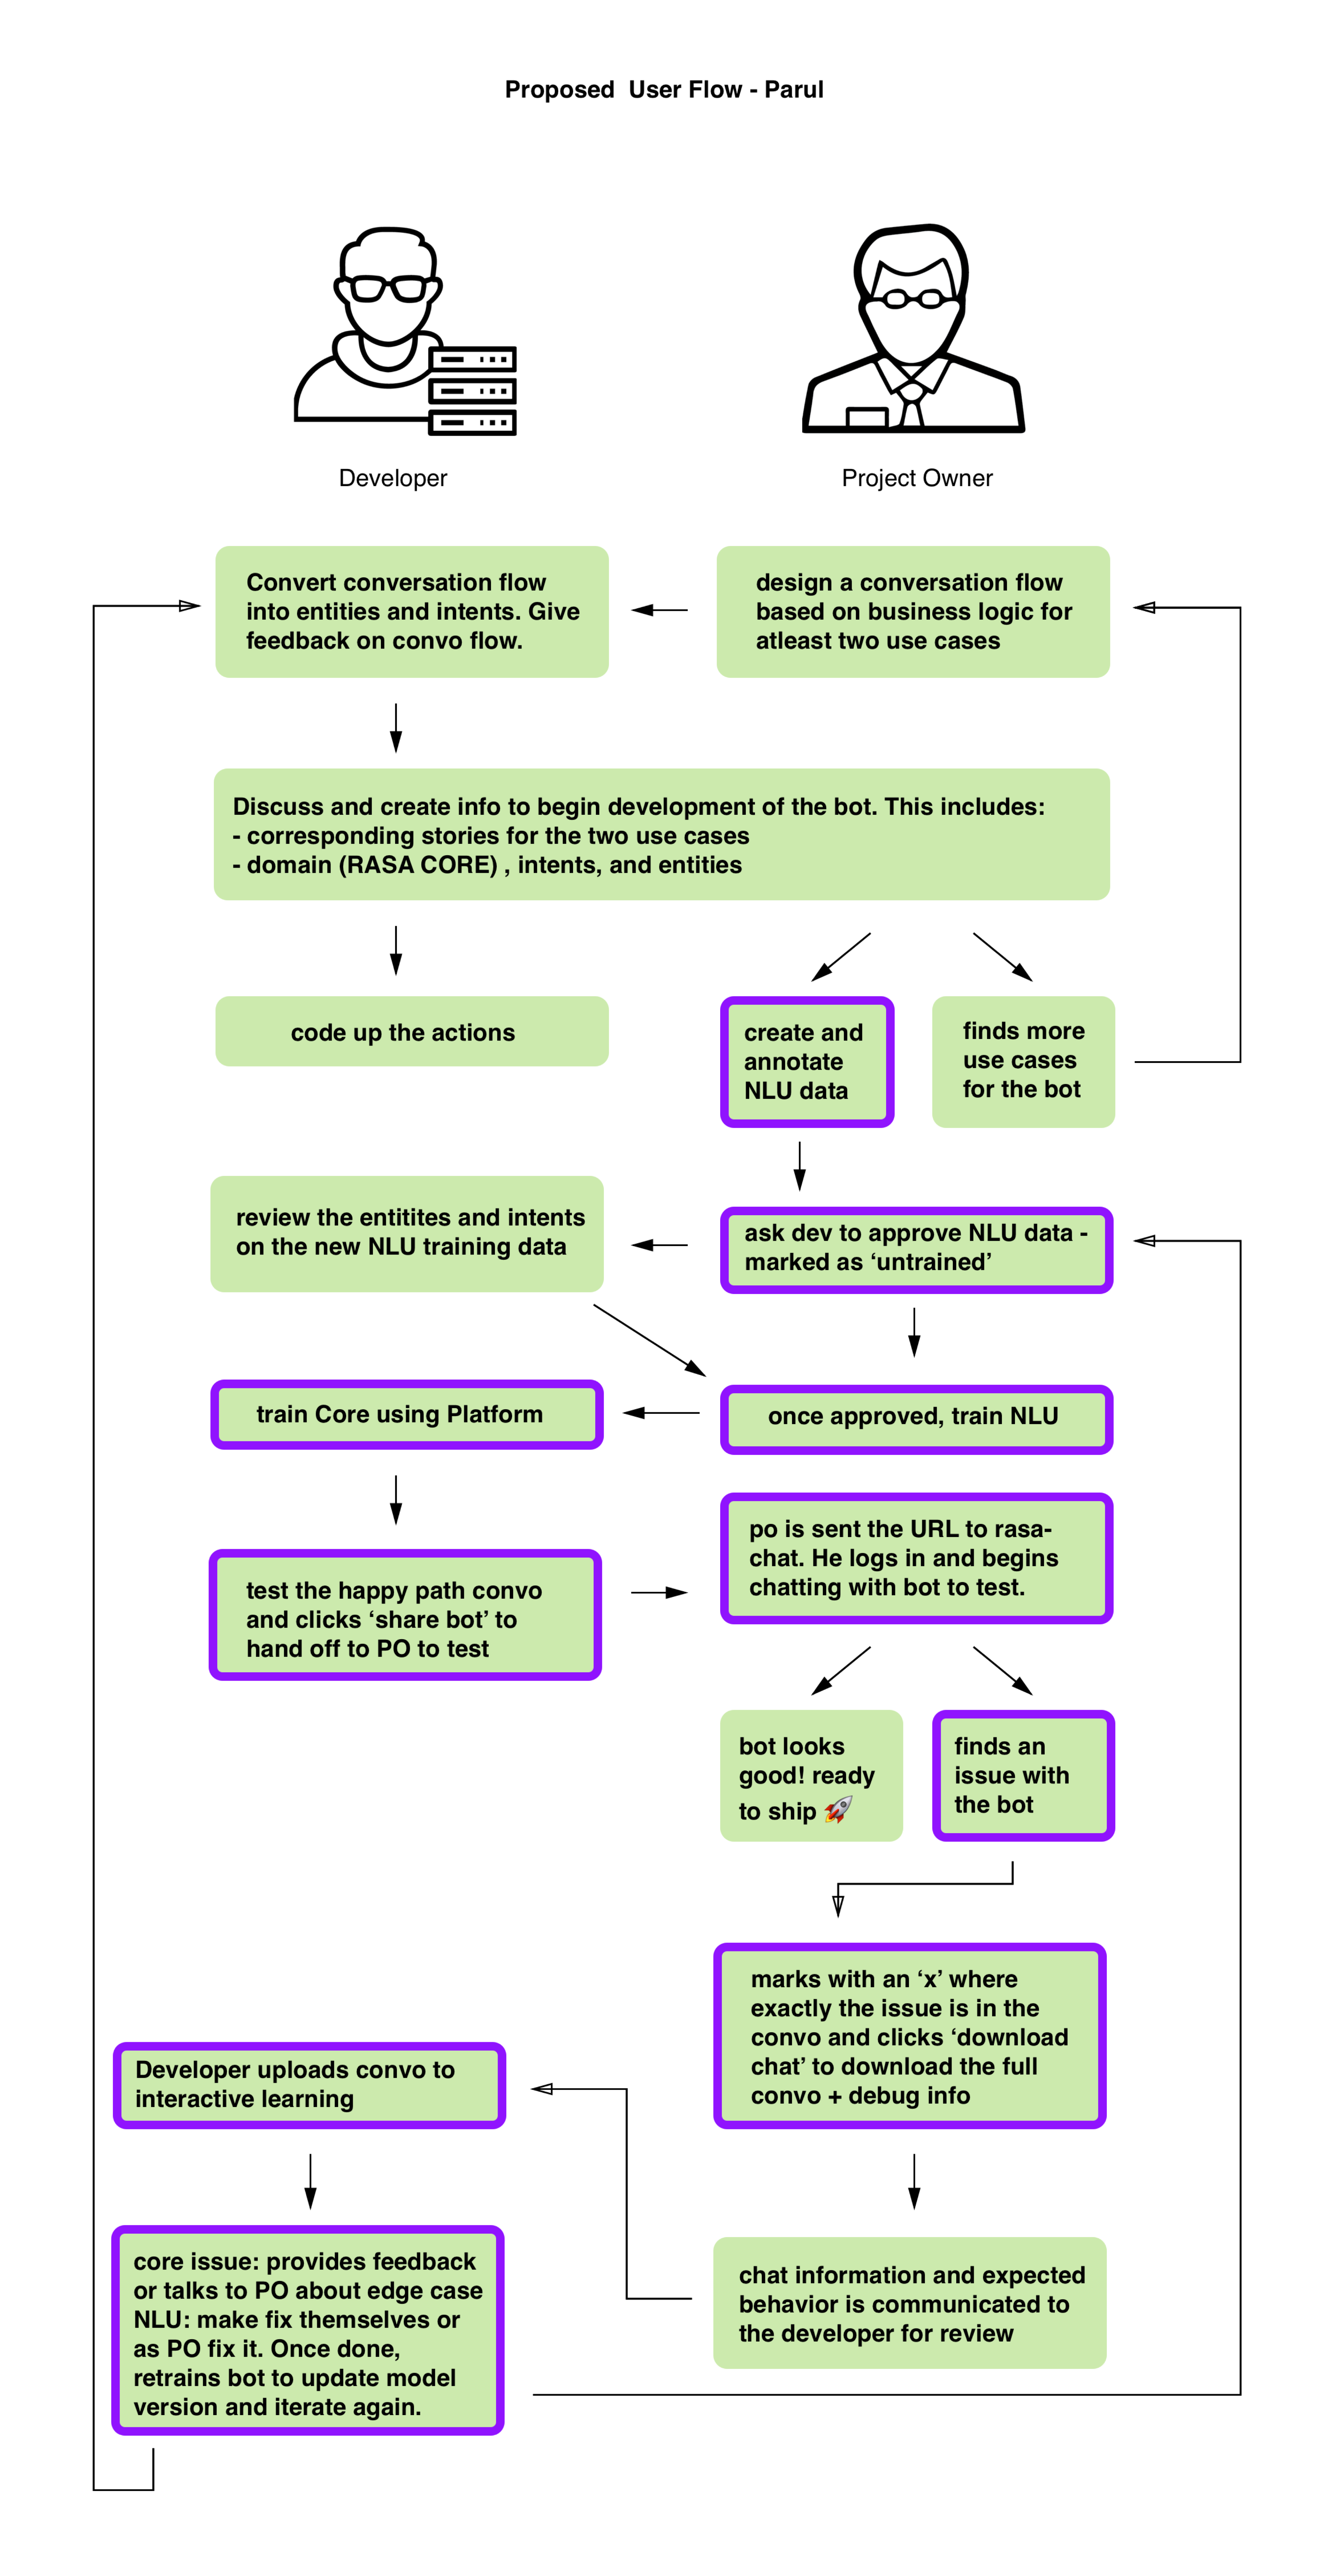 Proposed  User Flow - Parul
Developer
Project Owner
Convert conversation flow
into entities and intents. Give
feedback on convo flow.
design a conversation flow
based on business logic for
atleast two use cases
Discuss and create info to begin development of the bot. This includes:
- corresponding stories for the two use cases
- domain (RASA CORE) , intents, and entities
code up the actions
create and
annotate
NLU data
finds more
use cases
for the bot
review the entitites and intents
on the new NLU training data
ask dev to approve NLU data -
marked as ‘untrained’
train Core using Platform
once approved, train NLU
test the happy path convo
and clicks ‘share bot’ to
hand off to PO to test
po is sent the URL to rasa-
chat. He logs in and begins
chatting with bot to test.
bot looks
good! ready
to ship 🚀
finds an
issue with
the bot
marks with an ‘x’ where
exactly the issue is in the
convo and clicks ‘download
chat’ to download the full
convo + debug info
Developer uploads convo to
interactive learning
core issue: provides feedback
or talks to PO about edge case
NLU: make fix themselves or
as PO fix it. Once done,
retrains bot to update model
version and iterate again.
chat information and expected
behavior is communicated to
the developer for review